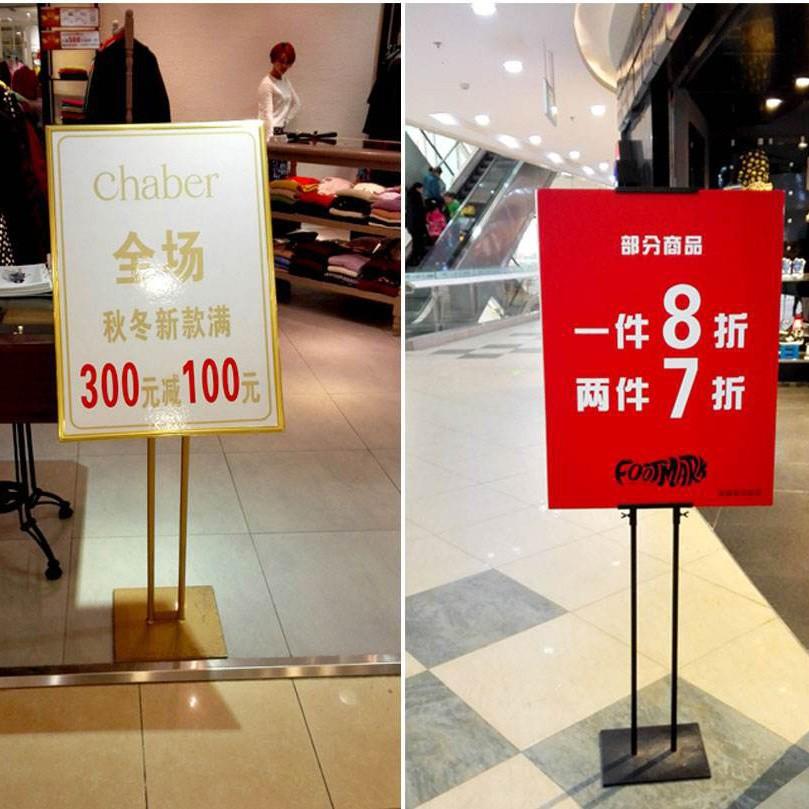 chaber
全场
秋冬新款满
300元减100元
部分商品
一件8折
两件7折
FOOTMARK